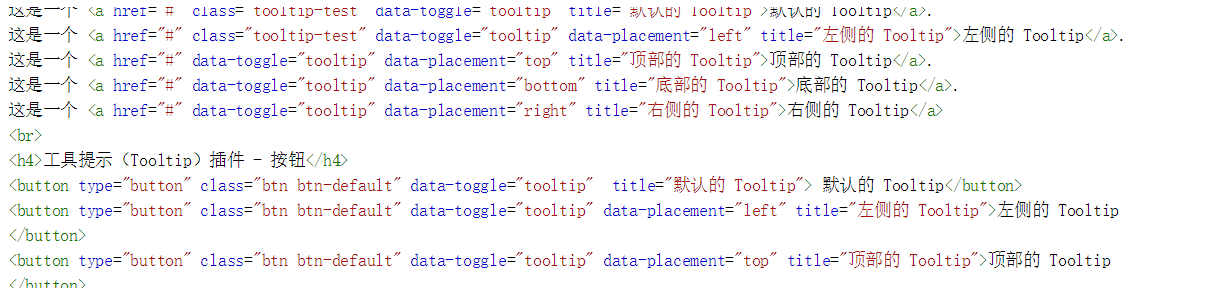 这是一个 <a href="#" class="tooltip-test" data-toggle="tooltip" title="默认的 Tooltip">默认的 Tooltip</a>.
这是一个 <a href="#" class="tooltip-test" data-toggle="tooltip" data-placement="left" title="左侧的 Tooltip">左侧的 Tooltip</a>.
这是一个 <a href="#" data-toggle="tooltip" data-placement="top" title="顶部的 Tooltip">顶部的 Tooltip</a>.
这是一个 <a href="#" data-toggle="tooltip" data-placement="bottom" title="底部的 Tooltip">底部的 Tooltip</a>.
这是一个 <a href="#" data-toggle="tooltip" data-placement="right" title="右侧的 Tooltip">右侧的 Tooltip</a>
<br>
<h4>工具提示（Tooltip）插件 - 按钮</h4>
<button type="button" class="btn btn-default" data-toggle="tooltip"  title="默认的 Tooltip"> 默认的 Tooltip</button>
<button type="button" class="btn btn-default" data-toggle="tooltip" data-placement="left" title="左侧的 Tooltip">左侧的 Tooltip
</button>
<button type="button" class="btn btn-default" data-toggle="tooltip" data-placement="top" title="顶部的 Tooltip">顶部的 Tooltip
</button>